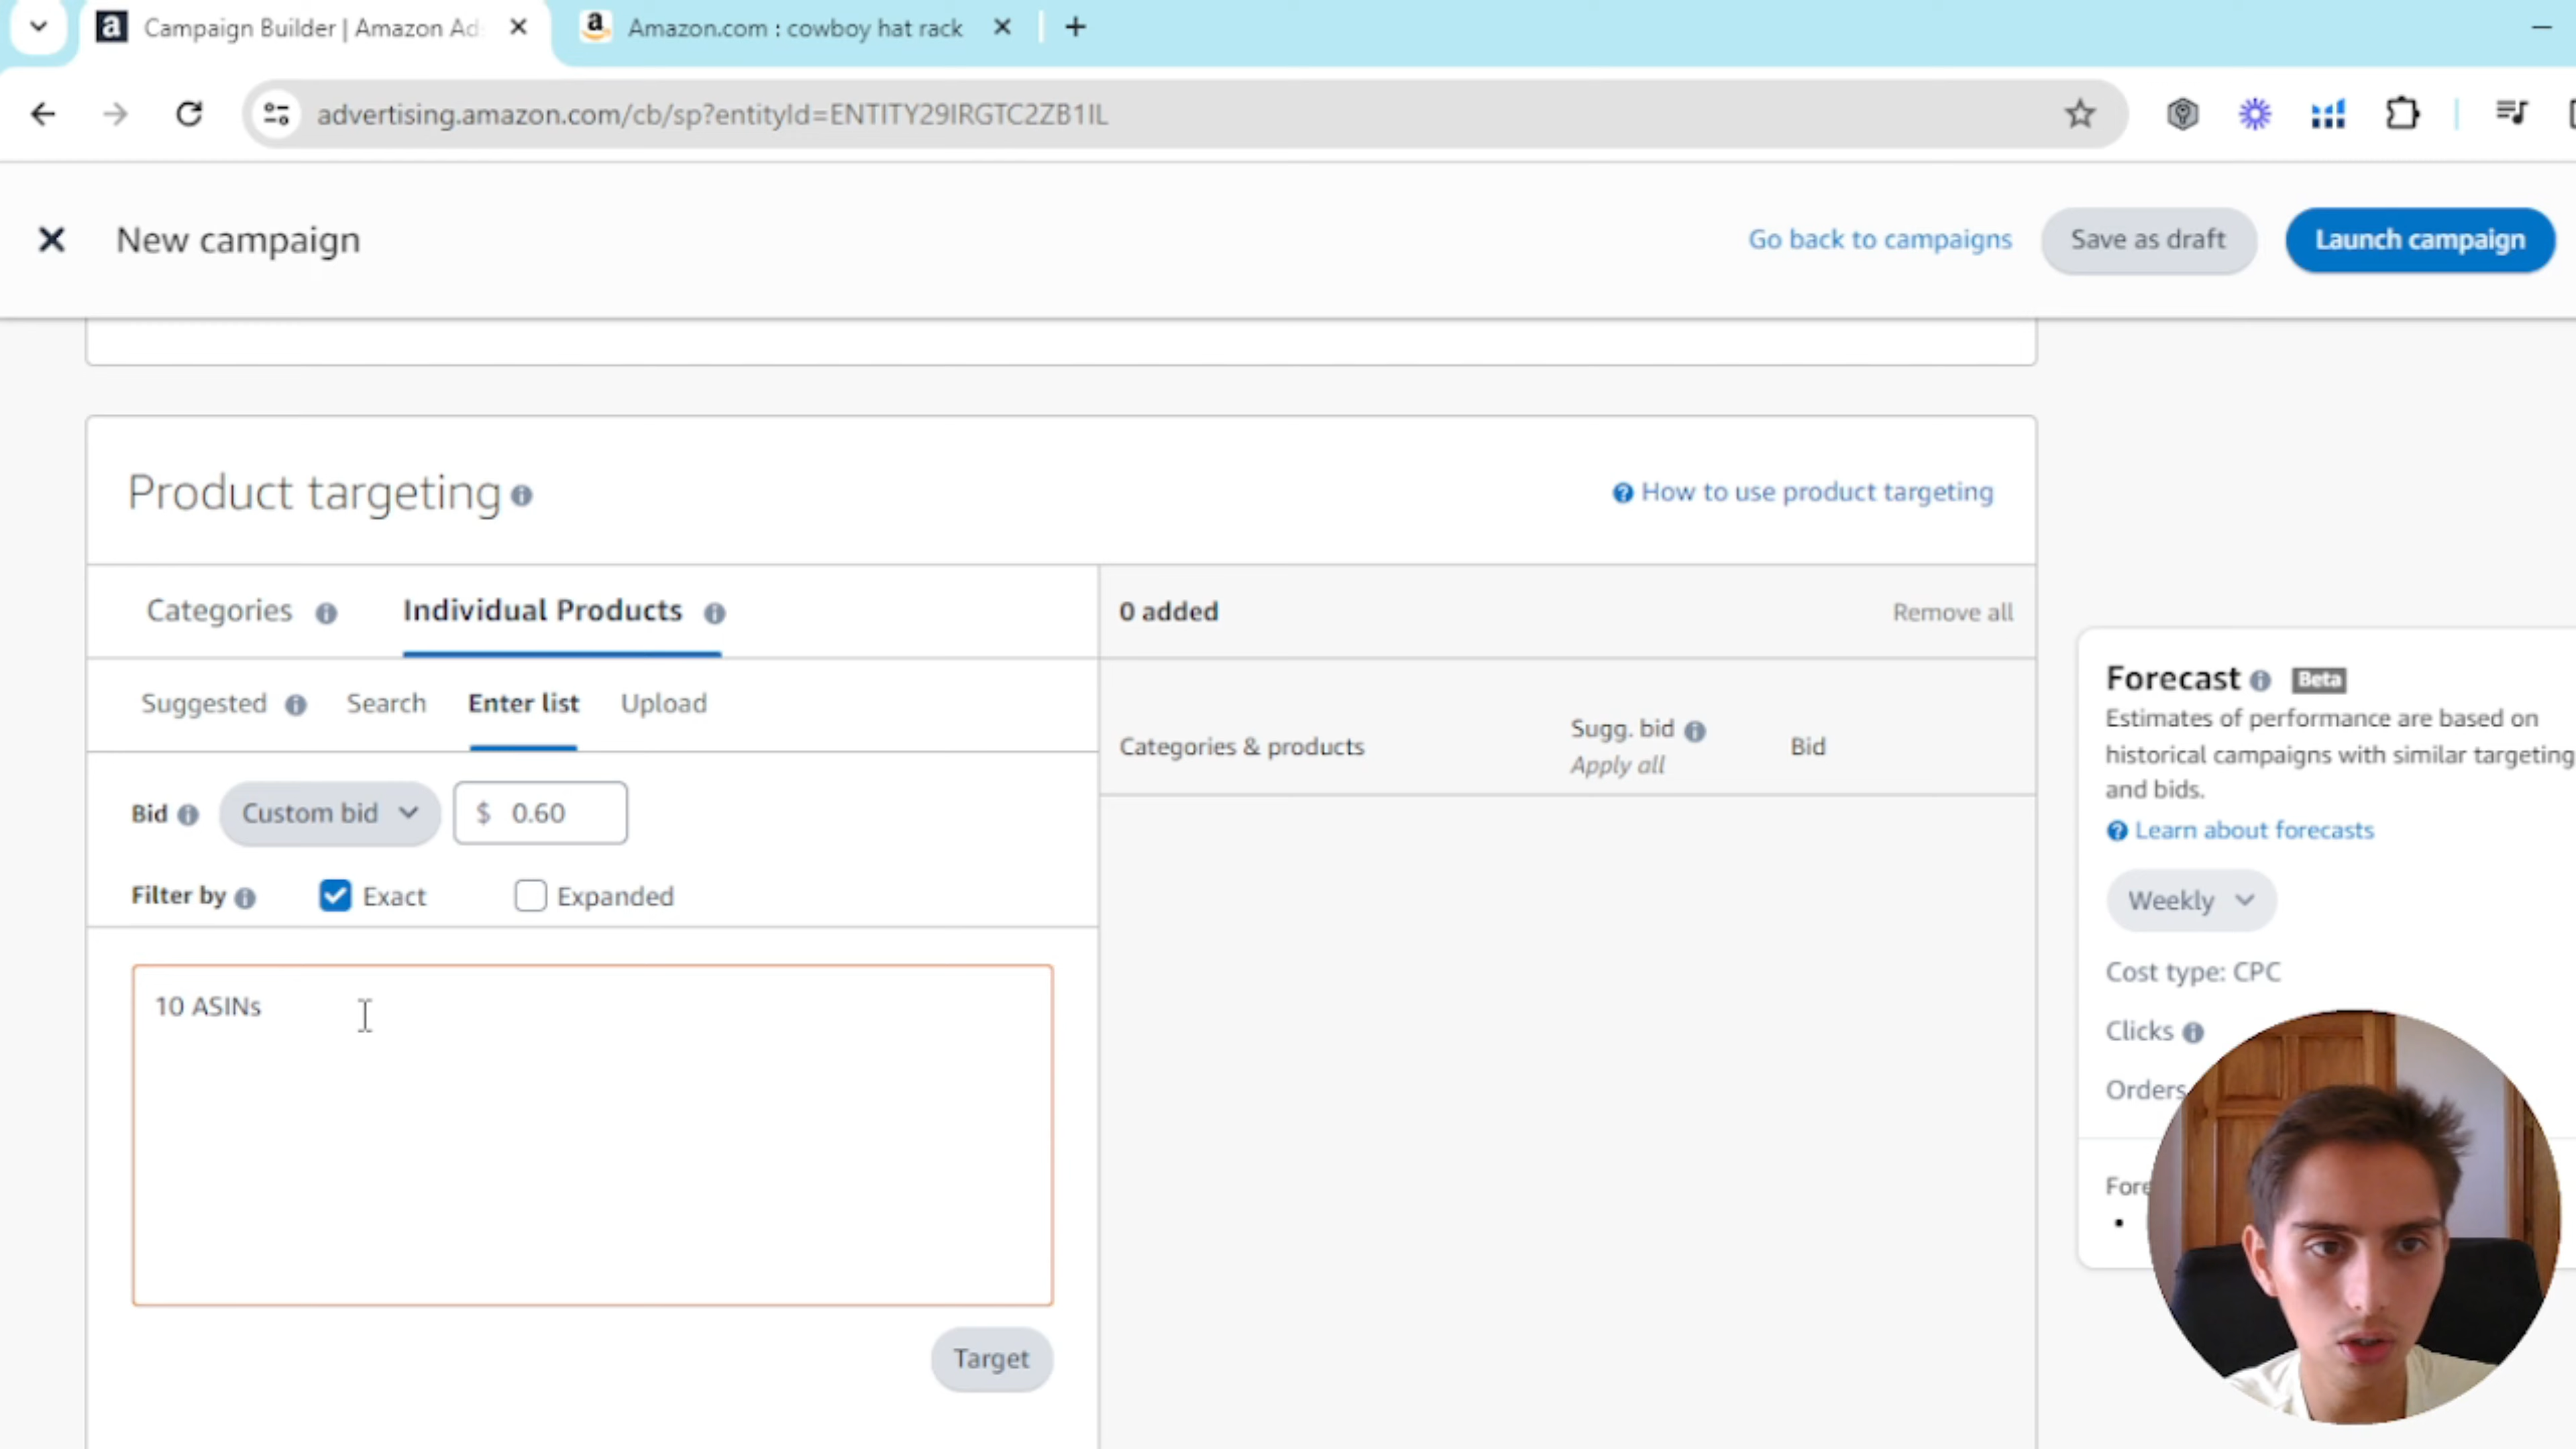 Campaign Builder | Amazon Ad
Amazon.com : cowboy hat rack
advertising.amazon.com/cb/sp?entityId=ENTITY29IRGTC2ZB1IL
New campaign
Go back to campaigns
Save as draft
Launch campaign
Product targeting
How to use product targeting
Categories
Individual Products
0 added
Remove all
Suggested
Search
Enter list
Upload
Categories & products
Sugg. bid
Apply all
Bid
Bid
Custom bid
$ 0.60
Filter by
Exact
Expanded
10 ASINs
Target
Forecast
Beta
Estimates of performance are based on
historical campaigns with similar targeting
and bids.
Learn about forecasts
Weekly
Cost type: CPC
Clicks
Orders